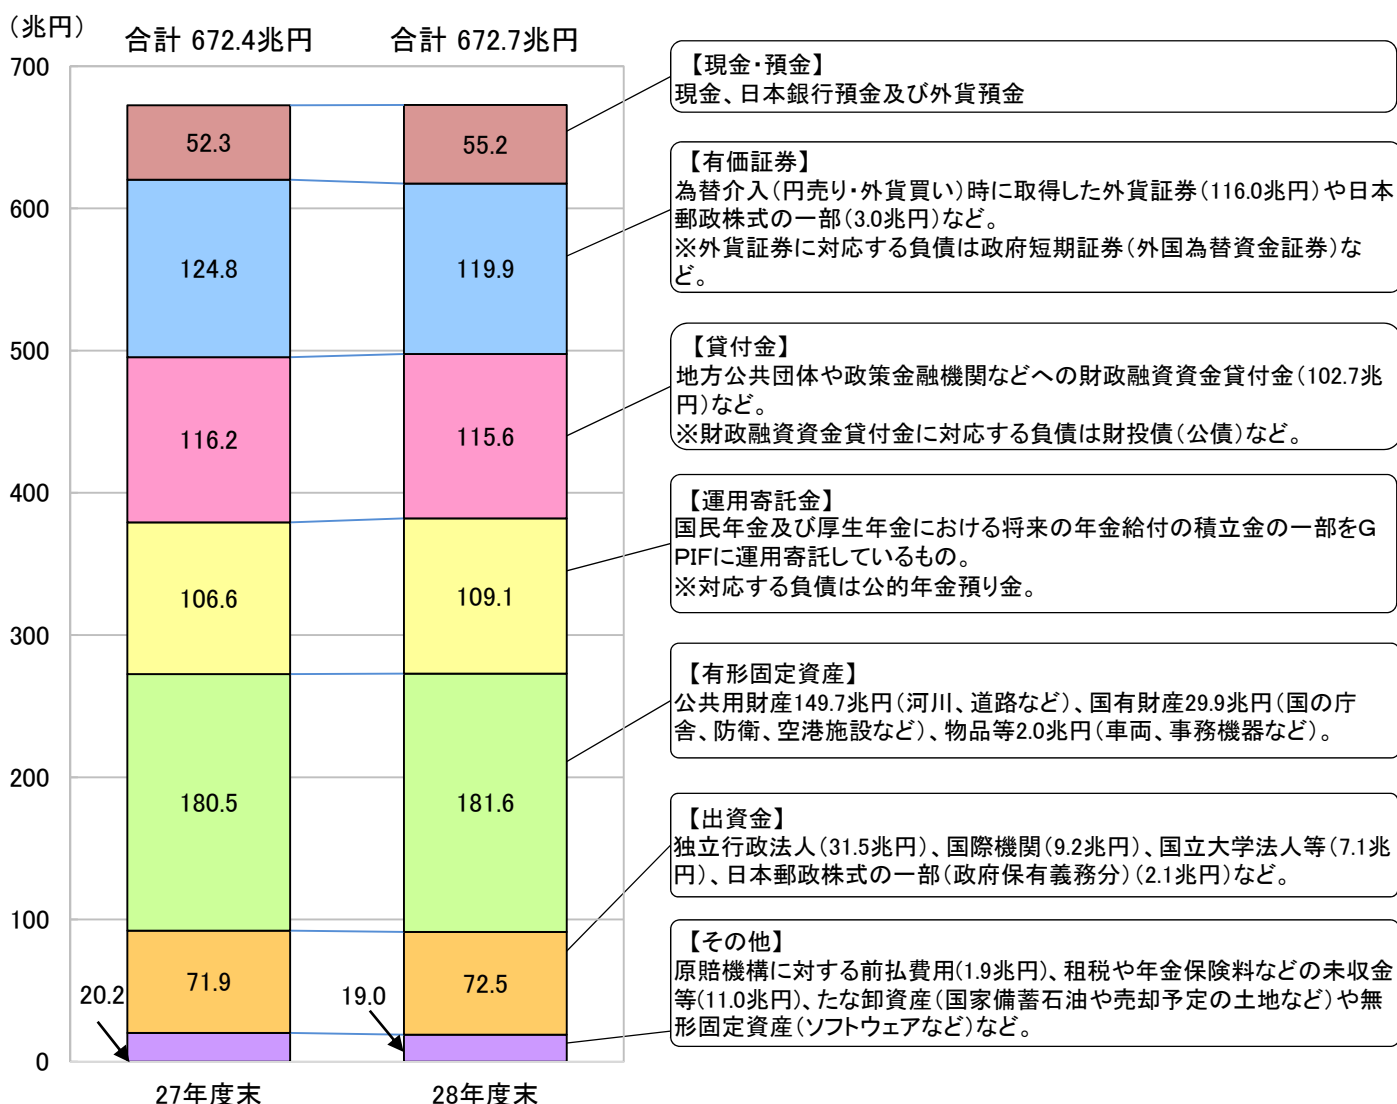 (兆円)
合計 672.4兆円
合計 672.7兆円
700
600
500
400
300
200
100
0
52.3
124.8
116.2
106.6
180.5
71.9
20.2
55.2
119.9
115.6
109.1
181.6
72.5
19.0
27年度末
28年度末
【現金・預金】
現金、日本銀行預金及び外貨預金
【有価証券】
為替介入(円売り・外貨買い)時に取得した外貨証券(116.0兆円)や日本
郵政株式の一部(3.0兆円)など。
※外貨証券に対応する負債は政府短期証券(外国為替資金証券)な
ど。
【貸付金】
地方公共団体や政策金融機関などへの財政融資資金貸付金(102.7兆
円)など。
※財政融資資金貸付金に対応する負債は財投債(公債)など。
【運用寄託金】
国民年金及び厚生年金における将来の年金給付の積立金の一部をG
PIFに運用寄託しているもの。
※対応する負債は公的年金預り金。
【有形固定資産】
公共用財産149.7兆円(河川、道路など)、国有財産29.9兆円(国の庁
舎、防衛、空港施設など)、物品等2.0兆円(車両、事務機器など)。
【出資金】
独立行政法人(31.5兆円)、国際機関(9.2兆円)、国立大学法人等(7.1兆
円)、日本郵政株式の一部(政府保有義務分)(2.1兆円)など。
【その他】
原賠機構に対する前払費用(1.9兆円)、租税や年金保険料などの未収金
等(11.0兆円)、たな卸資産(国家備蓄石油や売却予定の土地など)や無
形固定資産(ソフトウェアなど)など。